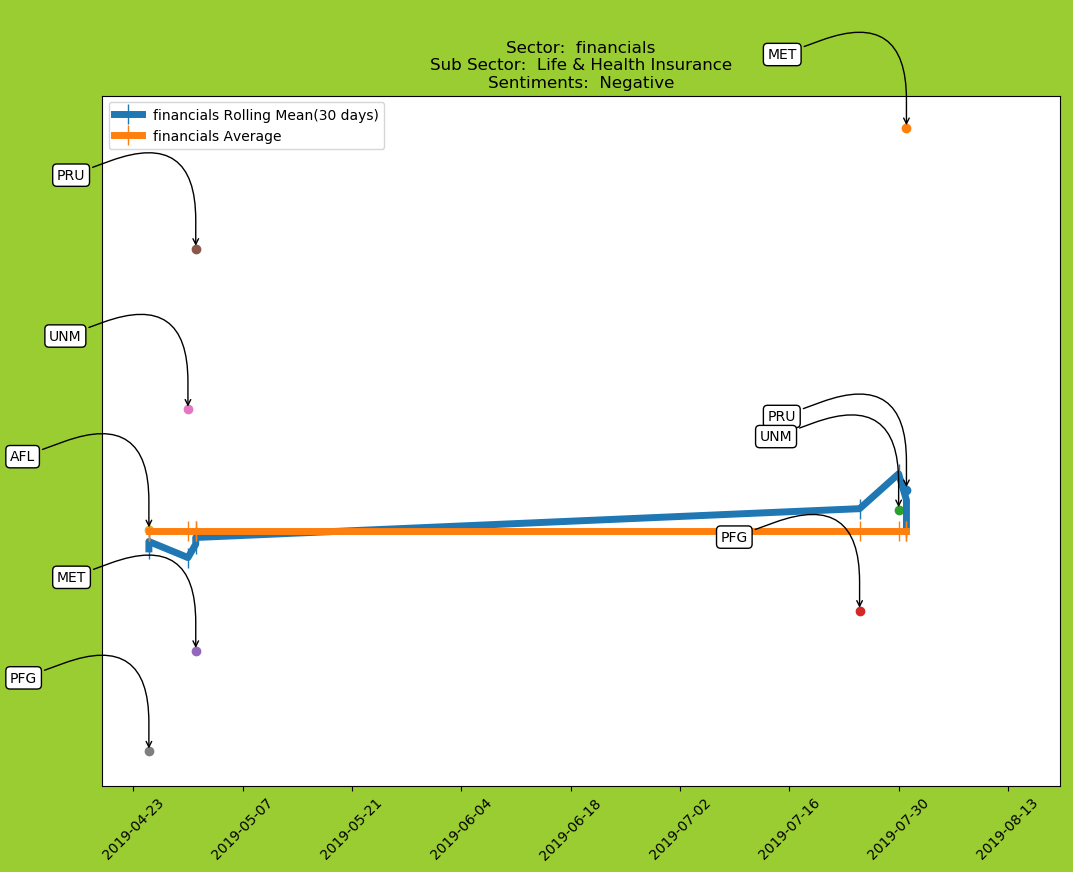 Sector:  financials
Sub Sector:  Life & Health Insurance
Sentiments:  Negative
MET
financials Rolling Mean(30 days)
financials Average
PRU
UNM
AFL
MET
PFG
PRU
UNM
PFG
2019-04-23
2019-05-07
2019-05-21
2019-06-04
2019-06-18
2019-07-02
2019-07-16
2019-07-30
2019-08-13